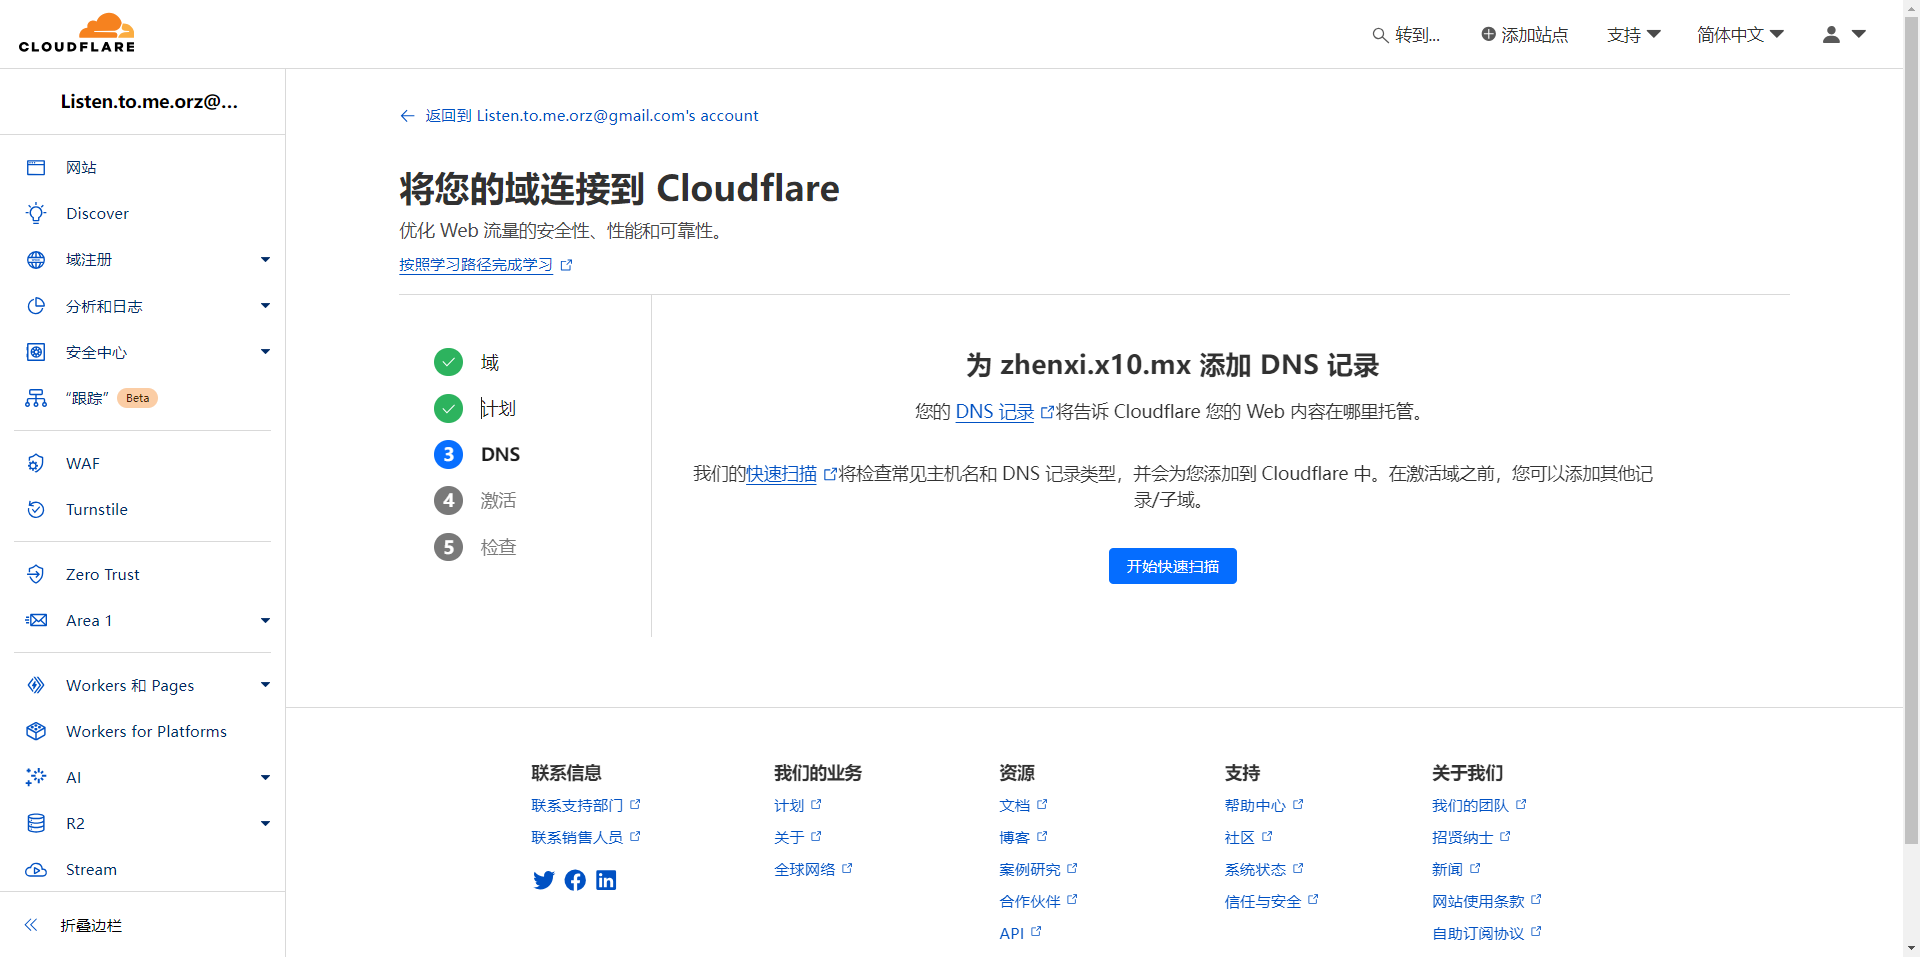 CLOUDFLARE
转到...
添加站点
支持
简体中文
Listen.to.me.orz@...
网站
Discover
域注册
分析和日志
安全中心
“跟踪” Beta
WAF
Turnstile
Zero Trust
Area 1
Workers 和 Pages
Workers for Platforms
AI
R2
Stream
折叠边栏
返回到 Listen.to.me.orz@gmail.com's account
将您的域连接到 Cloudflare
优化 Web 流量的安全性、性能和可靠性。
按照学习路径完成学习
域
计划
3 DNS
4 激活
5 检查
为 zhenxi.x10.mx 添加 DNS 记录
您的 DNS 记录 将告诉 Cloudflare 您的 Web 内容在哪里托管。
我们的快速扫描 将检查常见主机名和 DNS 记录类型，并会为您添加到 Cloudflare 中。在激活域之前，您可以添加其他记
录/子域。
开始快速扫描
联系信息
联系支持部门
联系销售人员
我们的业务
计划
关于
全球网络
资源
文档
博客
案例研究
合作伙伴
API
支持
帮助中心
社区
系统状态
信任与安全
关于我们
我们的团队
招贤纳士
新闻
网站使用条款
自助订阅协议